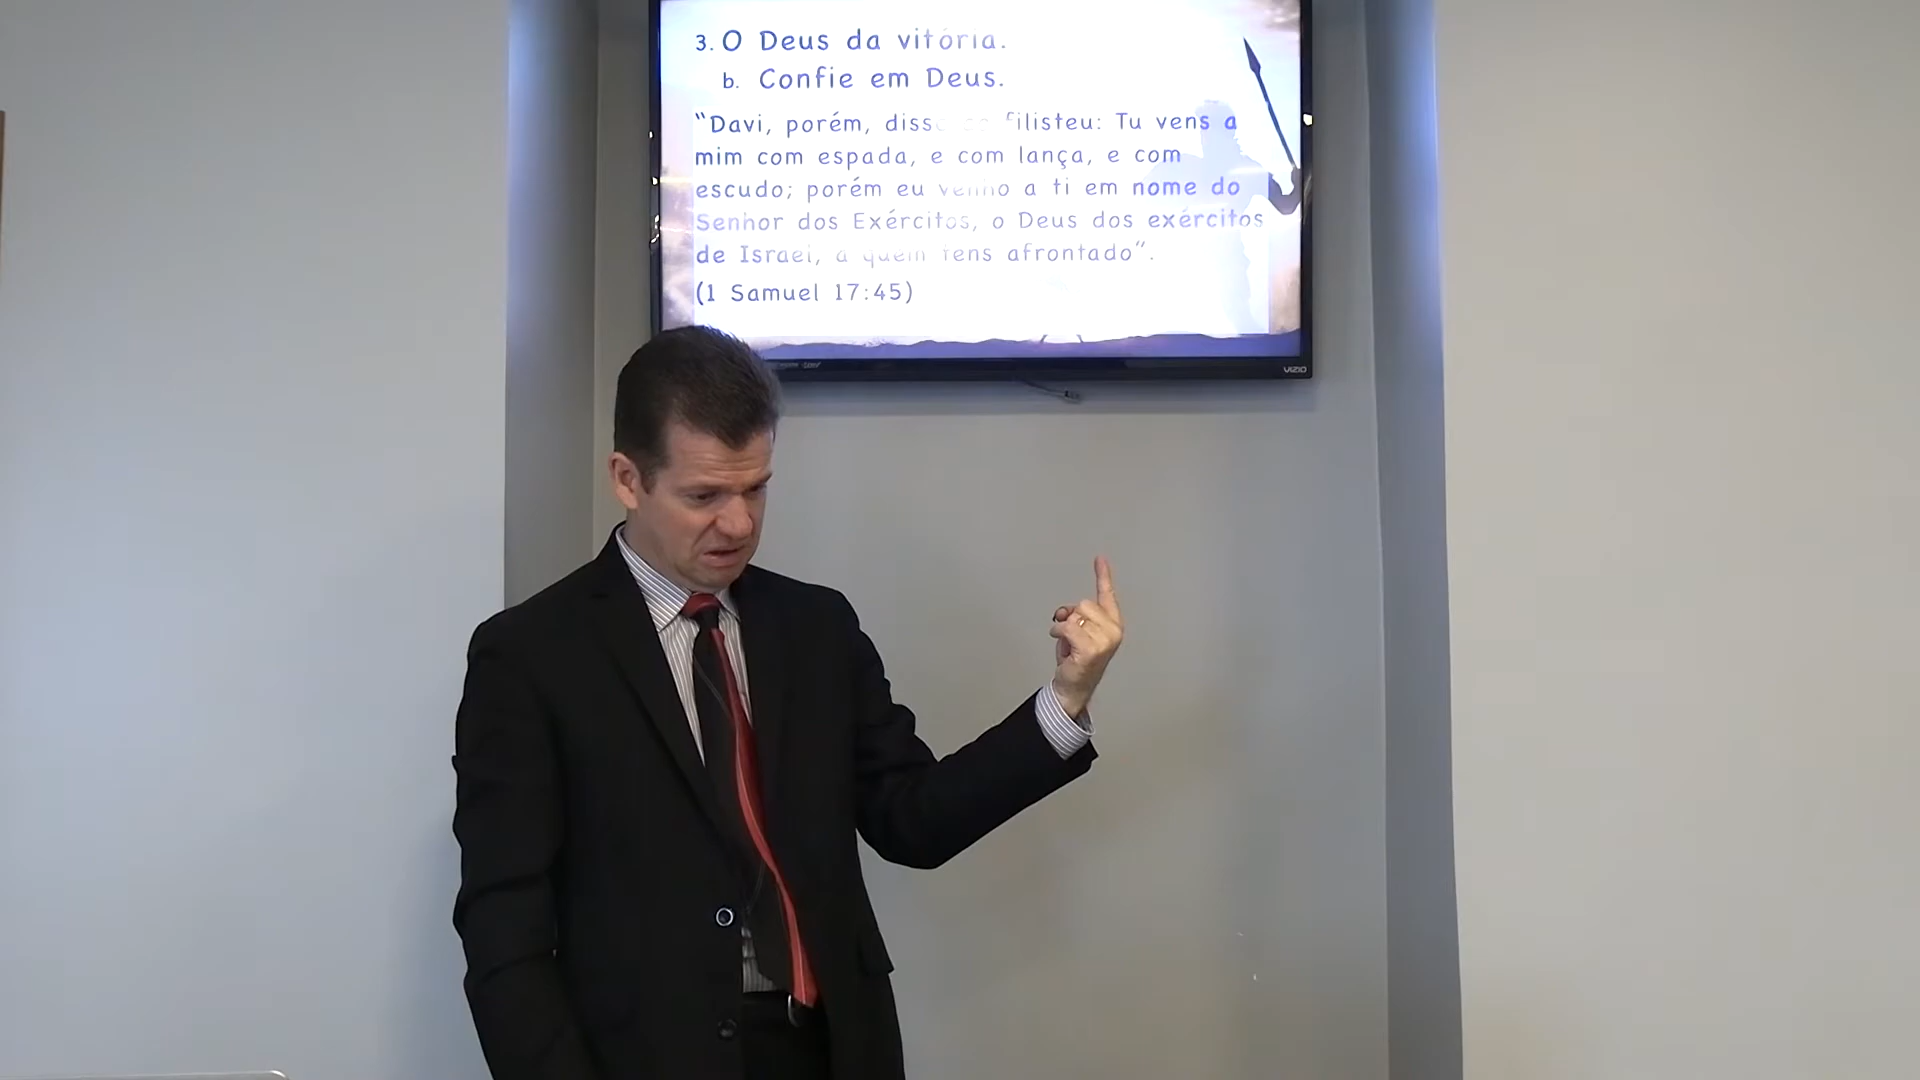 3. O Deus da vitória.
b. Confie em Deus.
“Davi, porém, disse ao filisteu: Tu vens a
mim com espada, e com lança, e com
escudo; porém eu venho a ti em nome do
Senhor dos Exércitos, o Deus dos exércitos
de Israel, a quem tens afrontado”.
(1 Samuel 17:45)
VIZIO